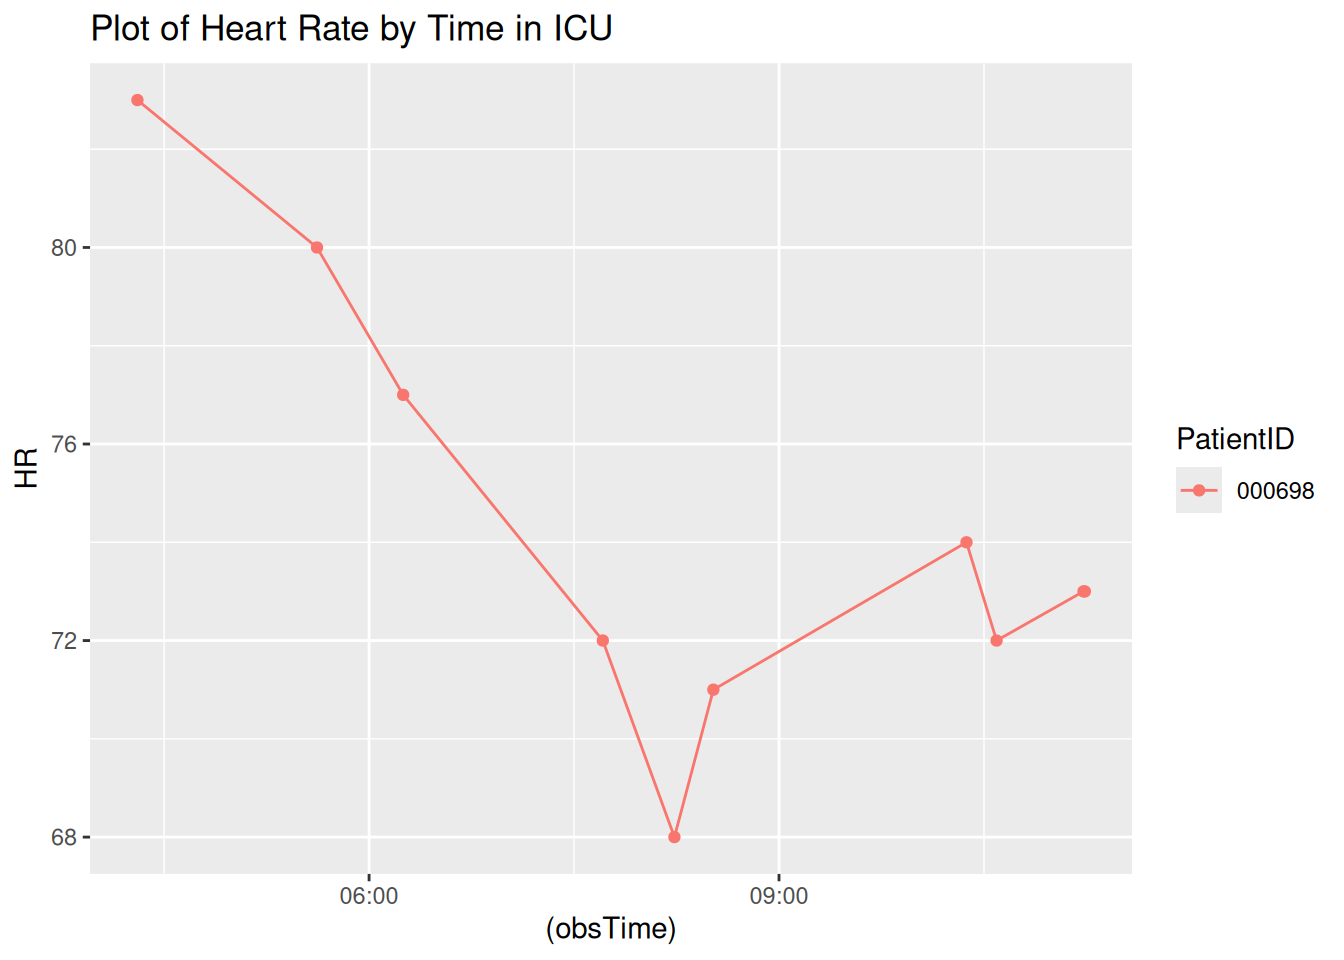 Plot of Heart Rate by Time in ICU
80
76
72
68
HR
06:00 09:00
(obsTime)
PatientID
000698